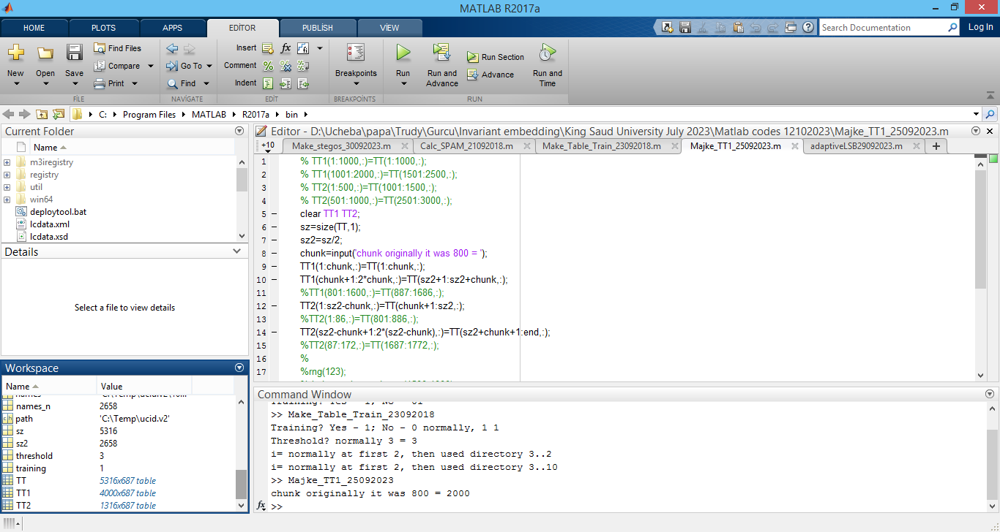 MATLAB R2017a
HOME PLOTS APPS EDİTOR PUBLİSH VİEW Search Documentation Log In
New Open Save Find Files Compare Print
FİLE
Go To Find
NAVİGATE
Insert fx
Comment
Indent
EDİT
Breakpoints
BREAKPOINTS
Run Run and Advance Run Section Advance Run and Time
RUN
C: Program Files MATLAB R2017a bin
Current Folder
Name
m3iregistry
registry
util
win64
deploytool.bat
lcdata.xml
lcdata.xsd
Details
Select a file to view details
Workspace
Name Value
names_n 2658
path 'C:\Temp\ucid.v2'
sz 5316
sz2 2658
threshold 3
training 1
TT 5316x687 table
TT1 4000x687 table
TT2 1316x687 table
Editor - D:\Ucheba\papa\Trudy\Gurcu\Invariant embedding\King Saud University July 2023\Matlab codes 12102023\Majke_TT1_25092023.m
+10 Make_stegos_30092023.m Calc_SPAM_21092018.m Make_Table_Train_23092018.m Majke_TT1_25092023.m adaptiveLSB29092023.m
1 % TT1(1:1000,:)=TT(1:1000,:);
2 % TT1(1001:2000,:)=TT(1501:2500,:);
3 % TT2(1:500,:)=TT(1001:1500,:);
4 % TT2(501:1000,:)=TT(2501:3000,:);
5 – clear TT1 TT2;
6 – sz=size(TT,1);
7 – sz2=sz/2;
8 – chunk=input('chunk originally it was 800 = ');
9 – TT1(1:chunk,:)=TT(1:chunk,:);
10 – TT1(chunk+1:2*chunk,:)=TT(sz2+1:sz2+chunk,:);
11 %TT1(801:1600,:)=TT(887:1686,:);
12 – TT2(1:sz2-chunk,:)=TT(chunk+1:sz2,:);
13 %TT2(1:86,:)=TT(801:886,:);
14 – TT2(sz2-chunk+1:2*(sz2-chunk),:)=TT(sz2+chunk+1:end,:);
15 %TT2(87:172,:)=TT(1687:1772,:);
16 %
17 %rng(123);
Command Window
>> Make_Table_Train_23092018
Training? Yes - 1; No - 0 normally, 1 1
Threshold? normally 3 = 3
i= normally at first 2, then used directory 3..2
i= normally at first 2, then used directory 3..10
>> Majke_TT1_25092023
chunk originally it was 800 = 2000
fx >>